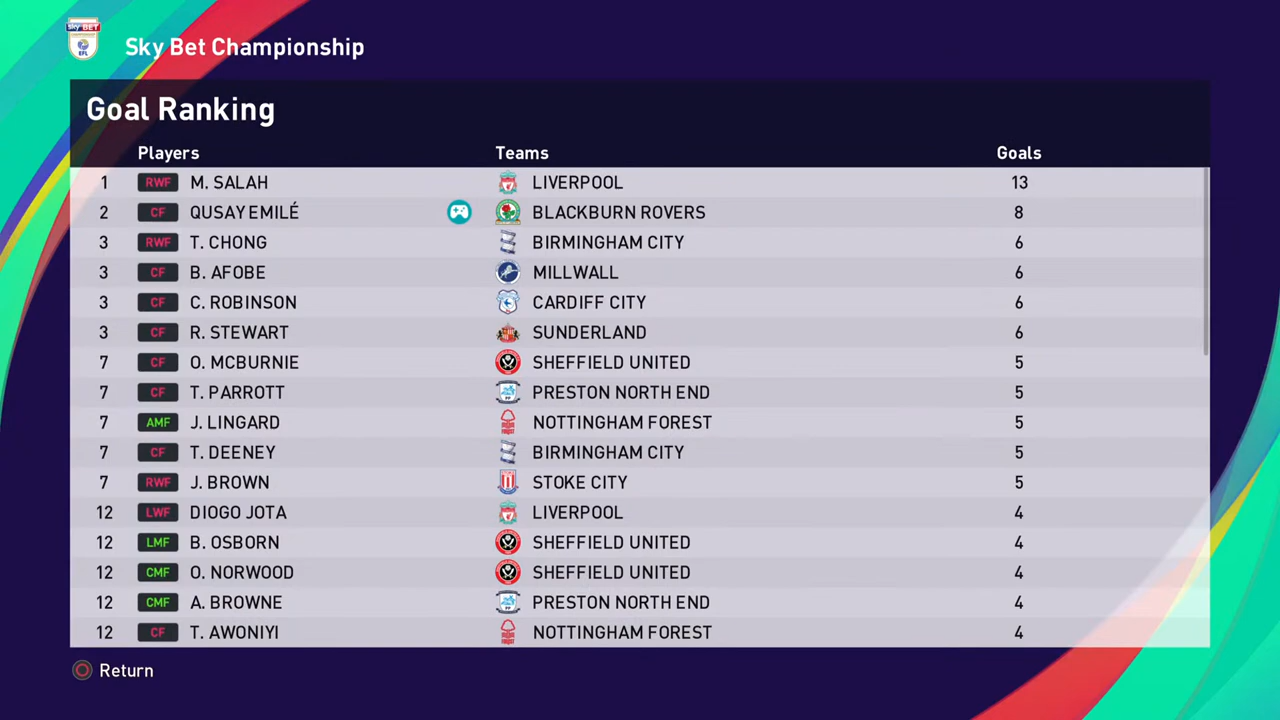 sky BET
EFL
Sky Bet Championship
Goal Ranking
Players Teams Goals
1 RWF M. SALAH LIVERPOOL 13
2 CF QUSAY EMILÉ BLACKBURN ROVERS 8
3 RWF T. CHONG BIRMINGHAM CITY 6
3 CF B. AFOBE MILLWALL 6
3 CF C. ROBINSON CARDIFF CITY 6
3 CF R. STEWART SUNDERLAND 6
7 CF O. MCBURNIE SHEFFIELD UNITED 5
7 CF T. PARROTT PRESTON NORTH END 5
7 AMF J. LINGARD NOTTINGHAM FOREST 5
7 CF T. DEENEY BIRMINGHAM CITY 5
7 RWF J. BROWN STOKE CITY 5
12 LWF DIOGO JOTA LIVERPOOL 4
12 LMF B. OSBORN SHEFFIELD UNITED 4
12 CMF O. NORWOOD SHEFFIELD UNITED 4
12 CMF A. BROWNE PRESTON NORTH END 4
12 CF T. AWONIYI NOTTINGHAM FOREST 4
Return